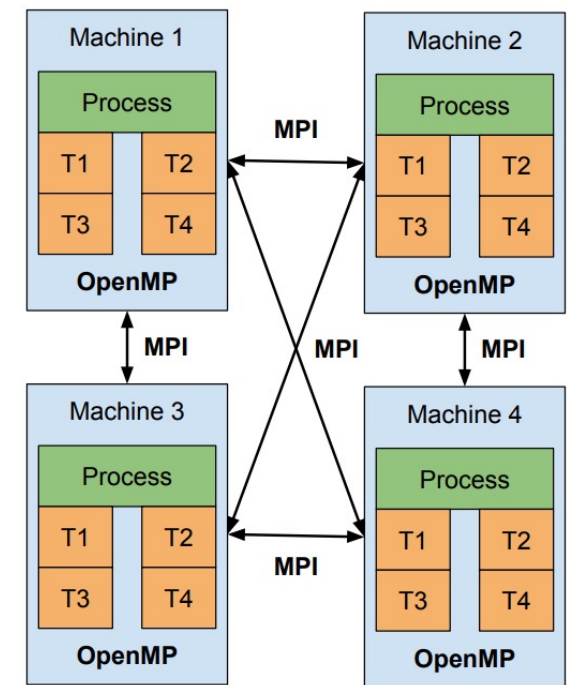 Machine 1
Process
T1 T2
T3 T4
OpenMP
MPI
Machine 2
Process
T1 T2
T3 T4
OpenMP
MPI
MPI
MPI
Machine 3
Process
T1 T2
T3 T4
OpenMP
MPI
Machine 4
Process
T1 T2
T3 T4
OpenMP